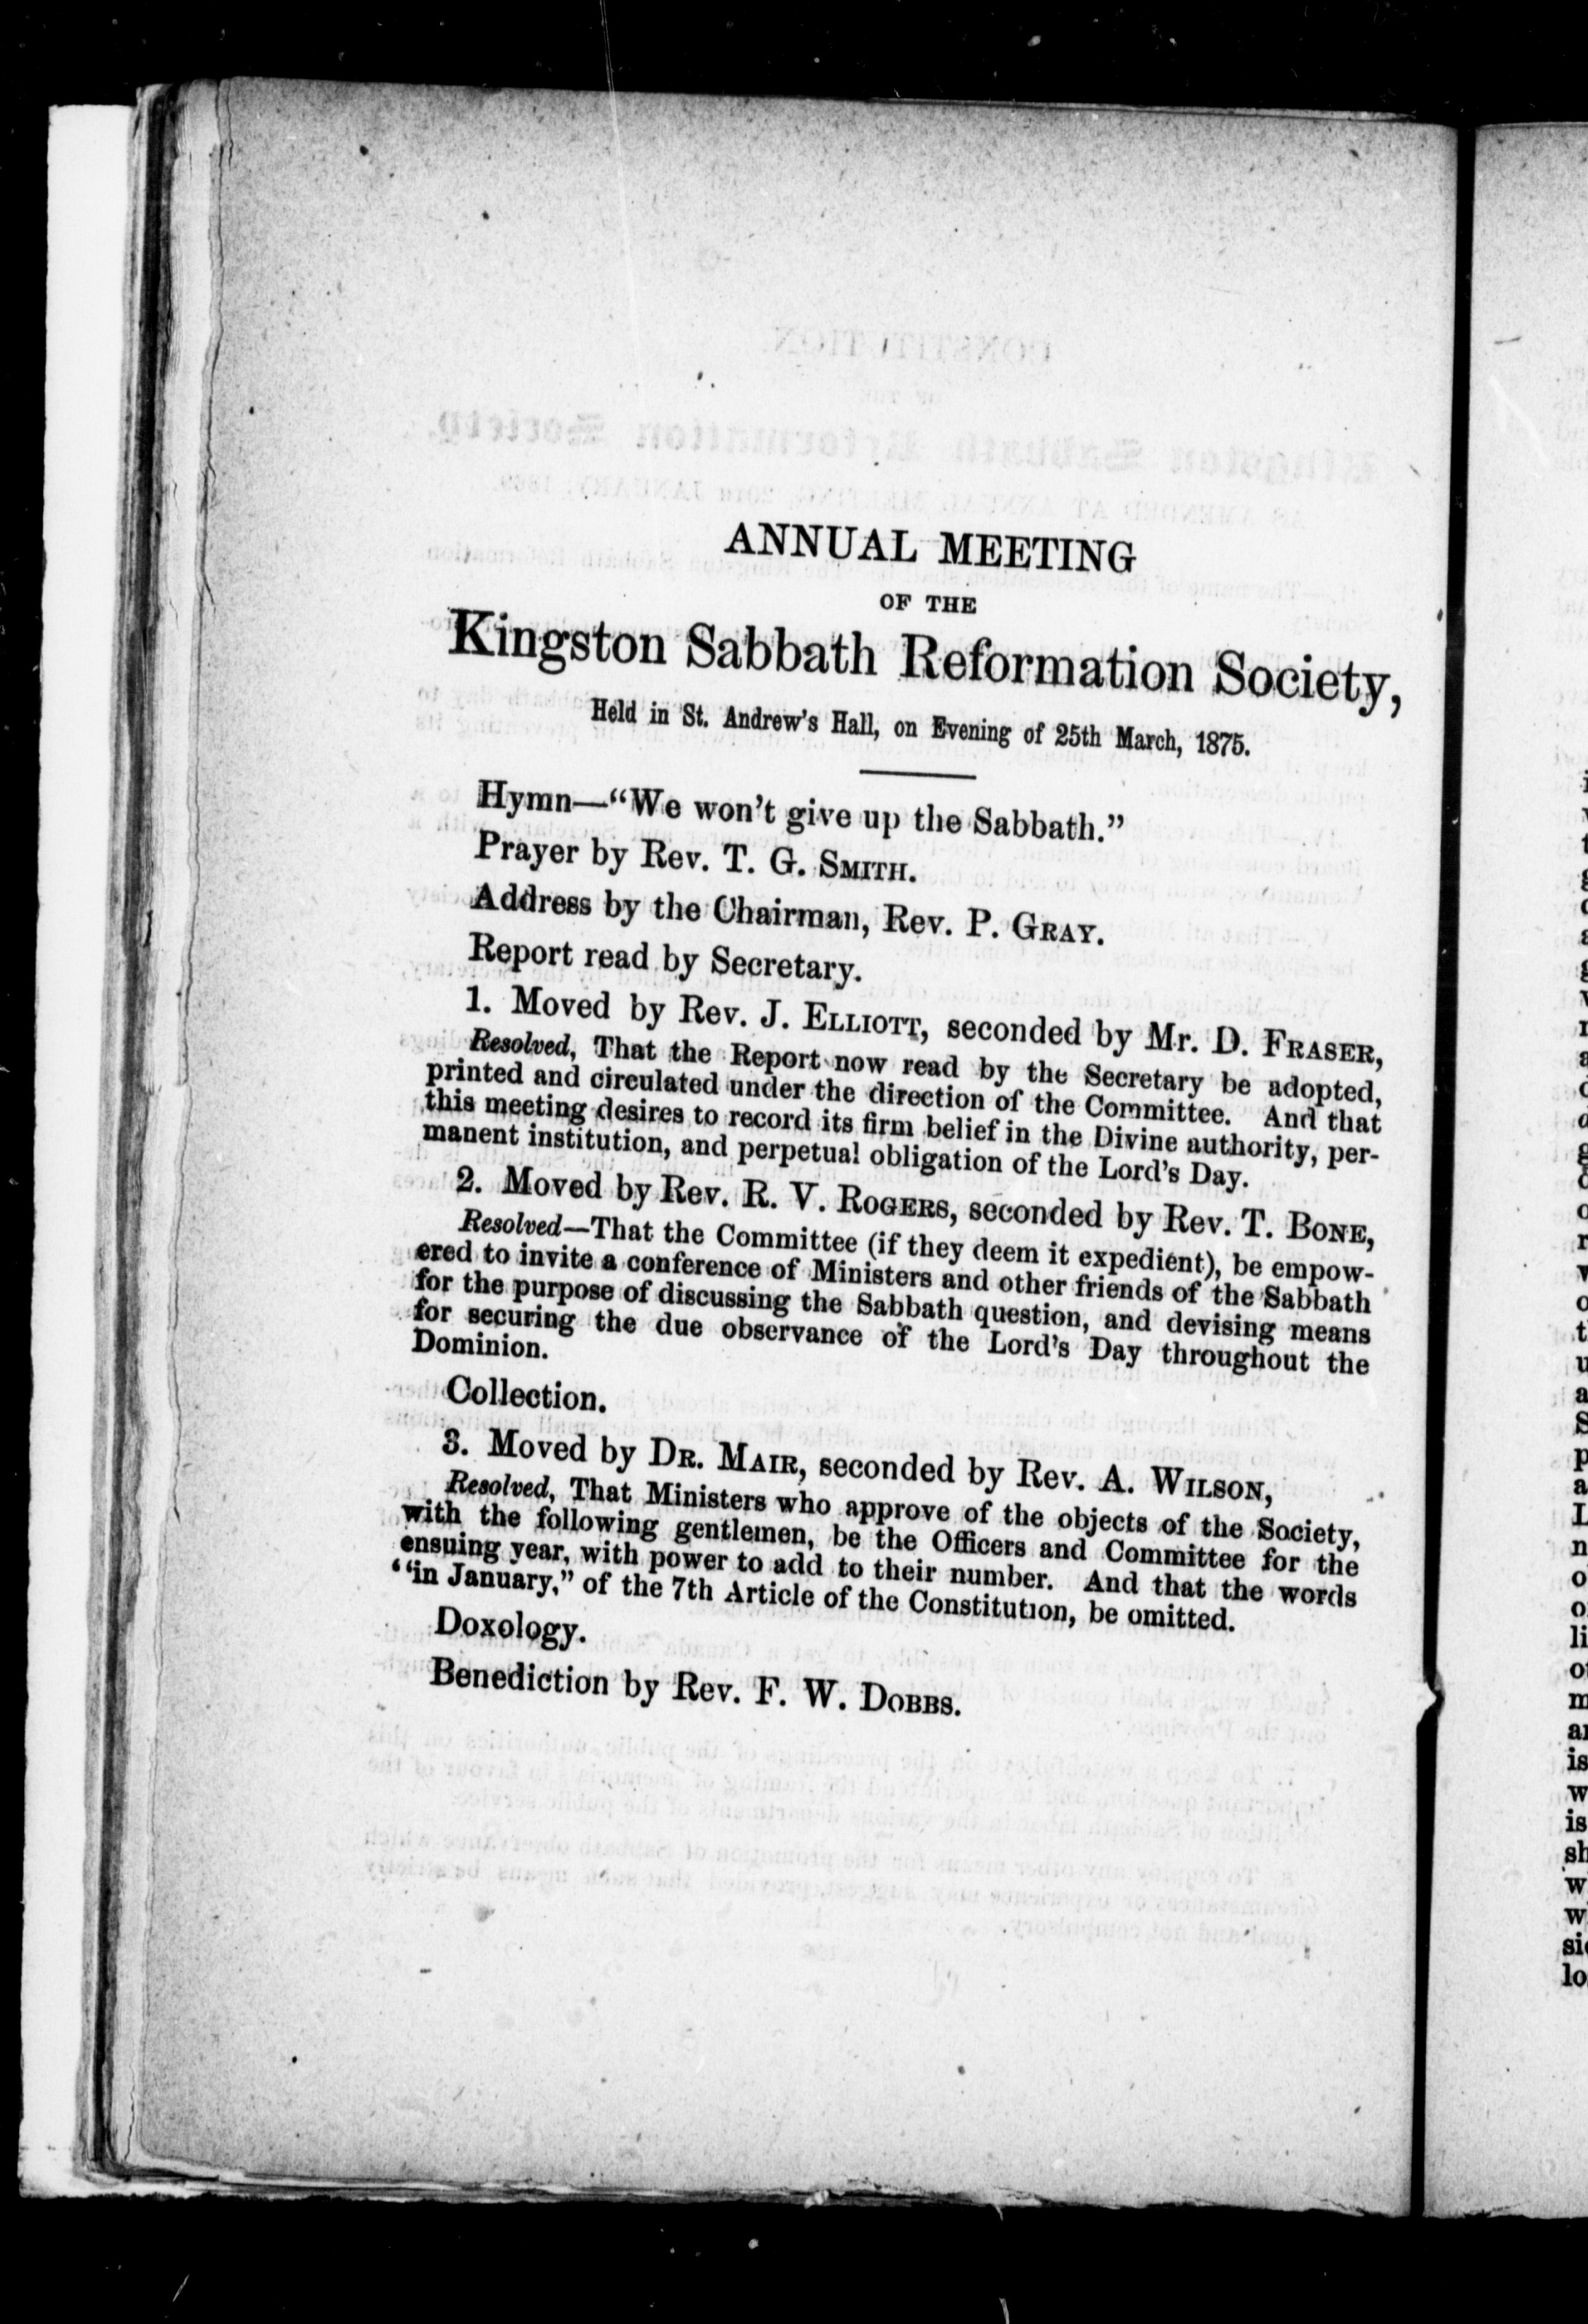 ANNUAL MEETING
OF THE
Kingston Sabbath Reformation Society,
Held in St. Andrew's Hall, on Evening of 25th March, 1875.
Hymn—“We won't give up the Sabbath.”
Prayer by Rev. T. G. SMITH.
Address by the Chairman, Rev. P. GRAY.
Report read by Secretary.
1. Moved by Rev. J. ELLIOTT, seconded by Mr. D. FRASER,
Resolved, That the Report now read by the Secretary be adopted,
printed and circulated under the direction of the Committee. And that
this meeting desires to record its firm belief in the Divine authority, per-
manent institution, and perpetual obligation of the Lord's Day.
2. Moved by Rev. R. V. ROGERS, seconded by Rev. T. BONE,
Resolved—That the Committee (if they deem it expedient), be empow-
ered to invite a conference of Ministers and other friends of the Sabbath
for the purpose of discussing the Sabbath question, and devising means
for securing the due observance of the Lord's Day throughout the
Dominion.
Collection.
3. Moved by DR. MAIR, seconded by Rev. A. WILSON,
Resolved, That Ministers who approve of the objects of the Society,
with the following gentlemen, be the Officers and Committee for the
ensuing year, with power to add to their number. And that the words
“in January,” of the 7th Article of the Constitution, be omitted.
Doxology.
Benediction by Rev. F. W. DOBBS.